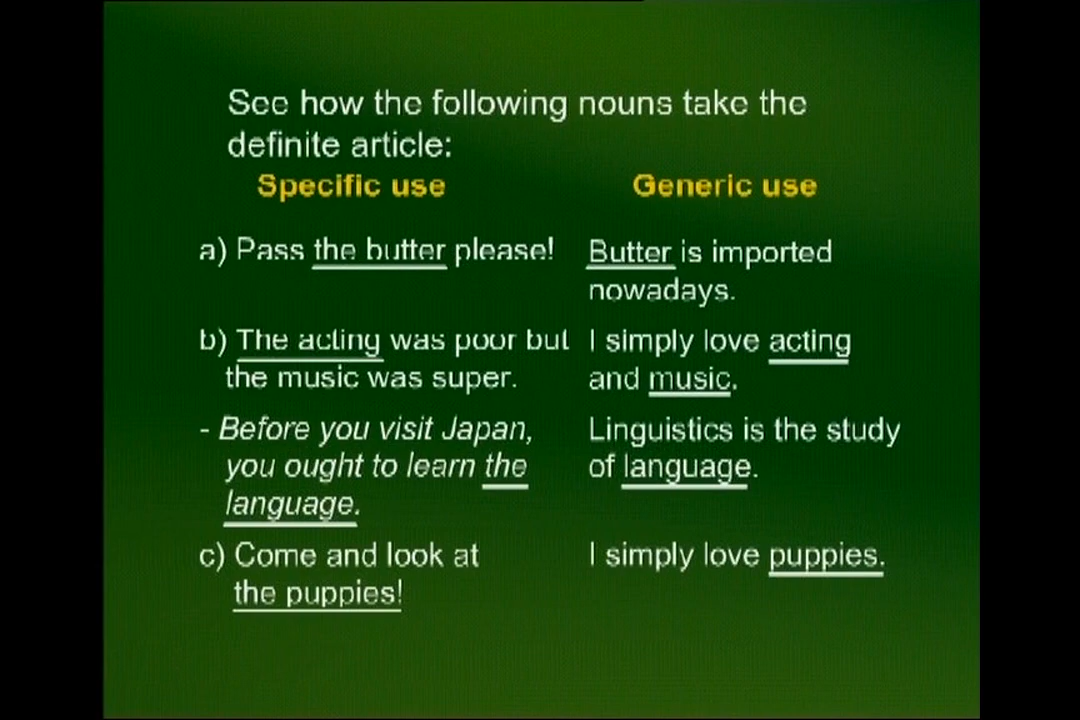 See how the following nouns take the
definite article:
Specific use
Generic use
a) Pass the butter please!
Butter is imported
nowadays.
b) The acting was poor but
the music was super.
I simply love acting
and music.
- Before you visit Japan,
you ought to learn the
language.
Linguistics is the study
of language.
c) Come and look at
the puppies!
I simply love puppies.